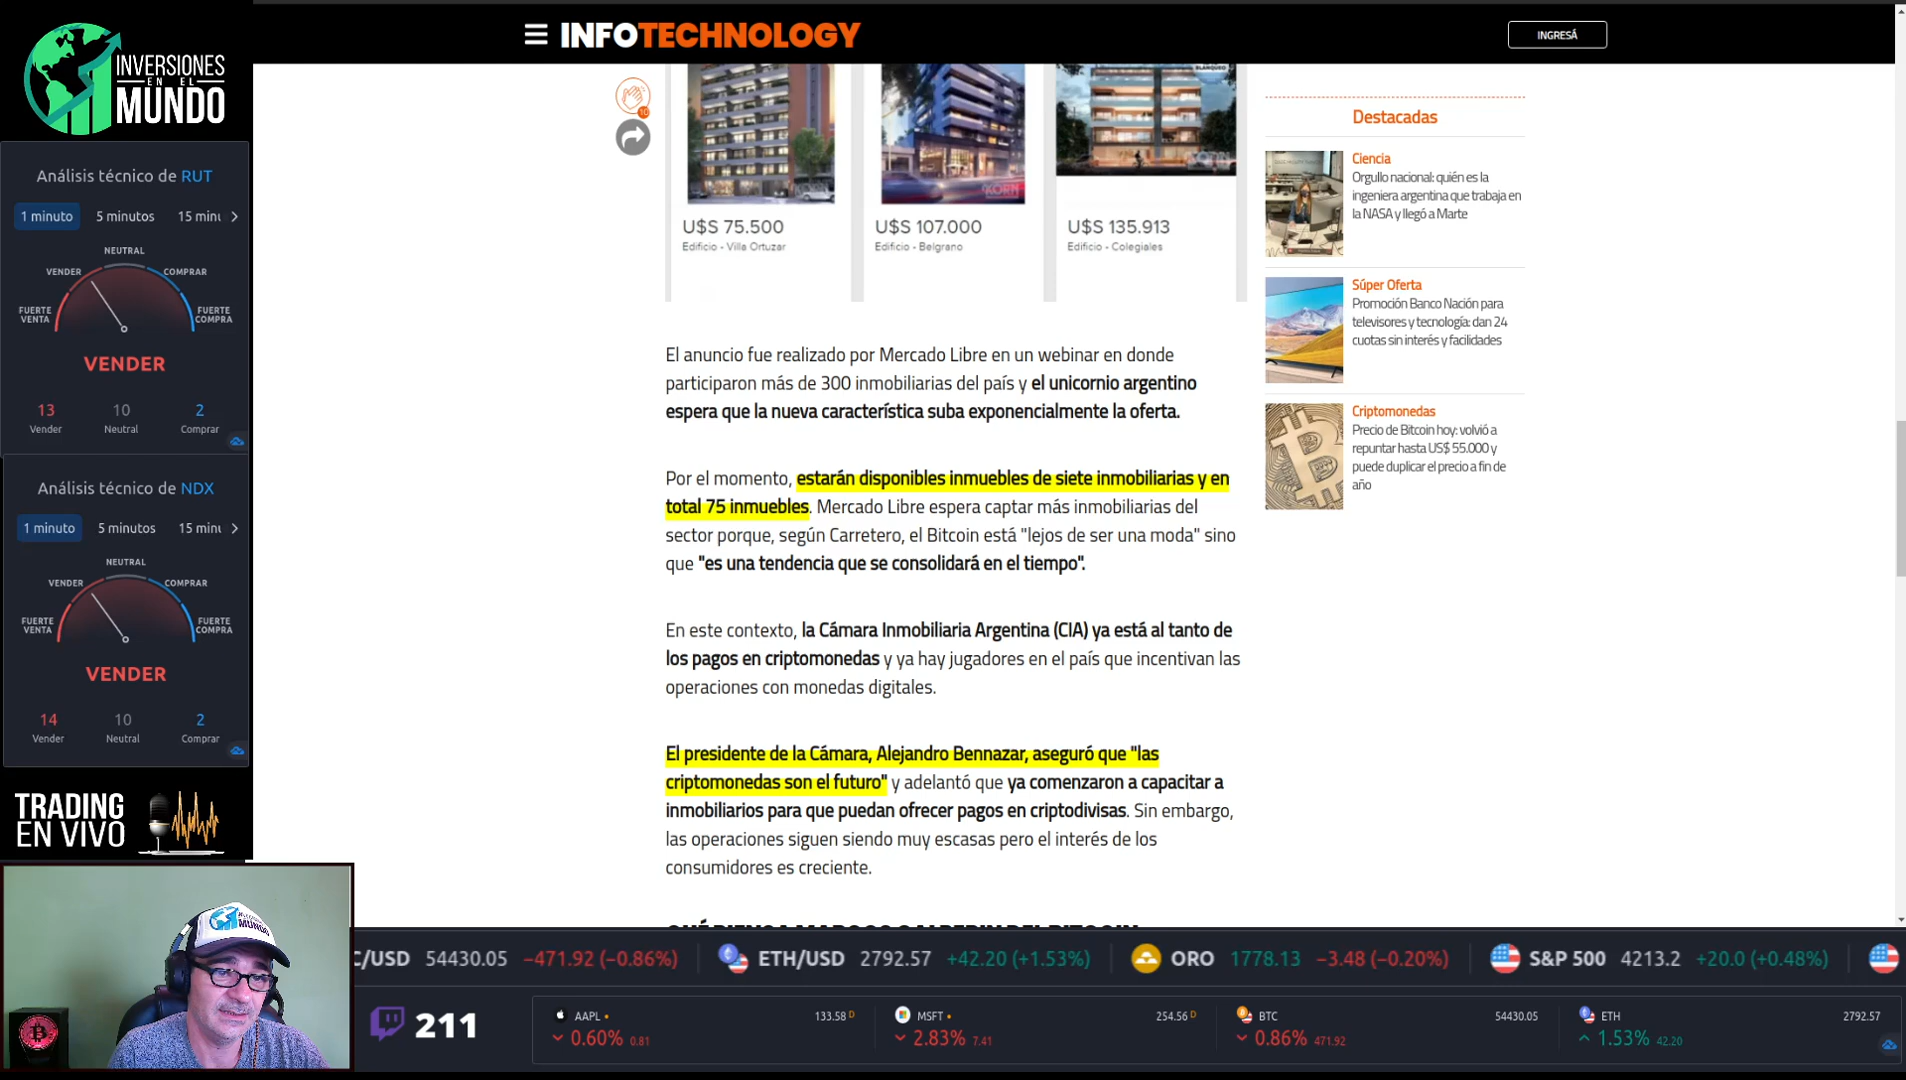 INVERSIONES
EN EL
MUNDO
Análisis técnico de RUT
1 minuto 5 minutos 15 minu
NEUTRAL
VENDER COMPRAR
FUERTE VENTA FUERTE COMPRA
VENDER
13 10 2
Vender Neutral Comprar
Análisis técnico de NDX
1 minuto 5 minutos 15 minu
NEUTRAL
VENDER COMPRAR
FUERTE VENTA FUERTE COMPRA
VENDER
14 10 2
Vender Neutral Comprar
TRADING
EN VIVO
INFOTECHNOLOGY
INGRESÁ
10
KORN
U$S 75.500 U$S 107.000 U$S 135.913
Edificio - Villa Ortuzar Edificio - Belgrano Edificio - Colegiales
El anuncio fue realizado por Mercado Libre en un webinar en donde
participaron más de 300 inmobiliarias del país y el unicornio argentino
espera que la nueva característica suba exponencialmente la oferta.
Por el momento, estarán disponibles inmuebles de siete inmobiliarias y en
total 75 inmuebles. Mercado Libre espera captar más inmobiliarias del
sector porque, según Carretero, el Bitcoin está "lejos de ser una moda" sino
que "es una tendencia que se consolidará en el tiempo".
En este contexto, la Cámara Inmobiliaria Argentina (CIA) ya está al tanto de
los pagos en criptomonedas y ya hay jugadores en el país que incentivan las
operaciones con monedas digitales.
El presidente de la Cámara, Alejandro Bennazar, aseguró que "las
criptomonedas son el futuro" y adelantó que ya comenzaron a capacitar a
inmobiliarios para que puedan ofrecer pagos en criptodivisas. Sin embargo,
las operaciones siguen siendo muy escasas pero el interés de los
consumidores es creciente.
Destacadas
Ciencia
Orgullo nacional: quién es la
ingeniera argentina que trabaja en
la NASA y llegó a Marte
Súper Oferta
Promoción Banco Nación para
televisores y tecnología: dan 24
cuotas sin interés y facilidades
Criptomonedas
Precio de Bitcoin hoy: volvió a
repuntar hasta US$ 55.000 y
puede duplicar el precio a fin de
año
C/USD 54430.05 −471.92 (−0.86%) ETH/USD 2792.57 +42.20 (+1.53%) ORO 1778.13 −3.48 (−0.20%) S&P 500 4213.2 +20.0 (+0.48%)
211
AAPL 133.58 D MSFT 254.56 D BTC 54430.05 ETH 2792.57
0.60% 0.81 2.83% 7.41 0.86% 471.92 1.53% 42.20
MUNDO